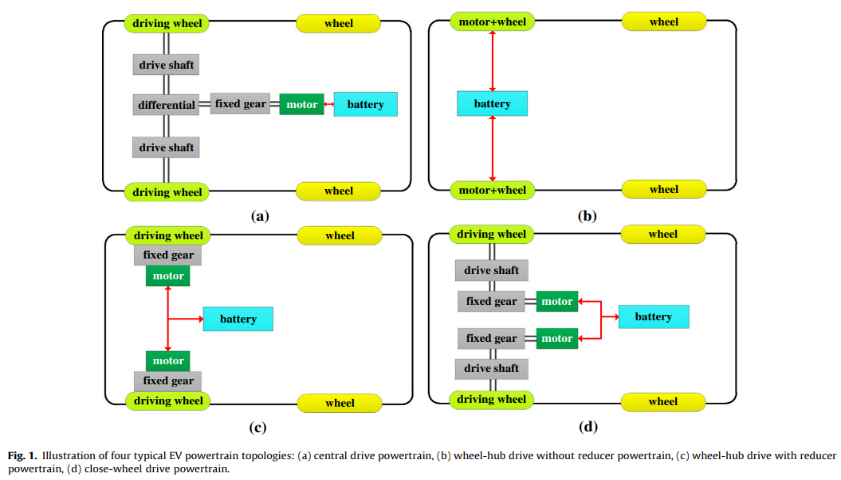 driving wheel
wheel
drive shaft
differential
fixed gear
motor
battery
drive shaft
driving wheel
wheel
(a)
motor+wheel
wheel
battery
motor+wheel
wheel
(b)
driving wheel
wheel
fixed gear
motor
battery
motor
fixed gear
driving wheel
wheel
(c)
driving wheel
wheel
drive shaft
fixed gear
motor
battery
fixed gear
motor
drive shaft
driving wheel
wheel
(d)
Fig. 1. Illustration of four typical EV powertrain topologies: (a) central drive powertrain, (b) wheel-hub drive without reducer powertrain, (c) wheel-hub drive with reducer
powertrain, (d) close-wheel drive powertrain.